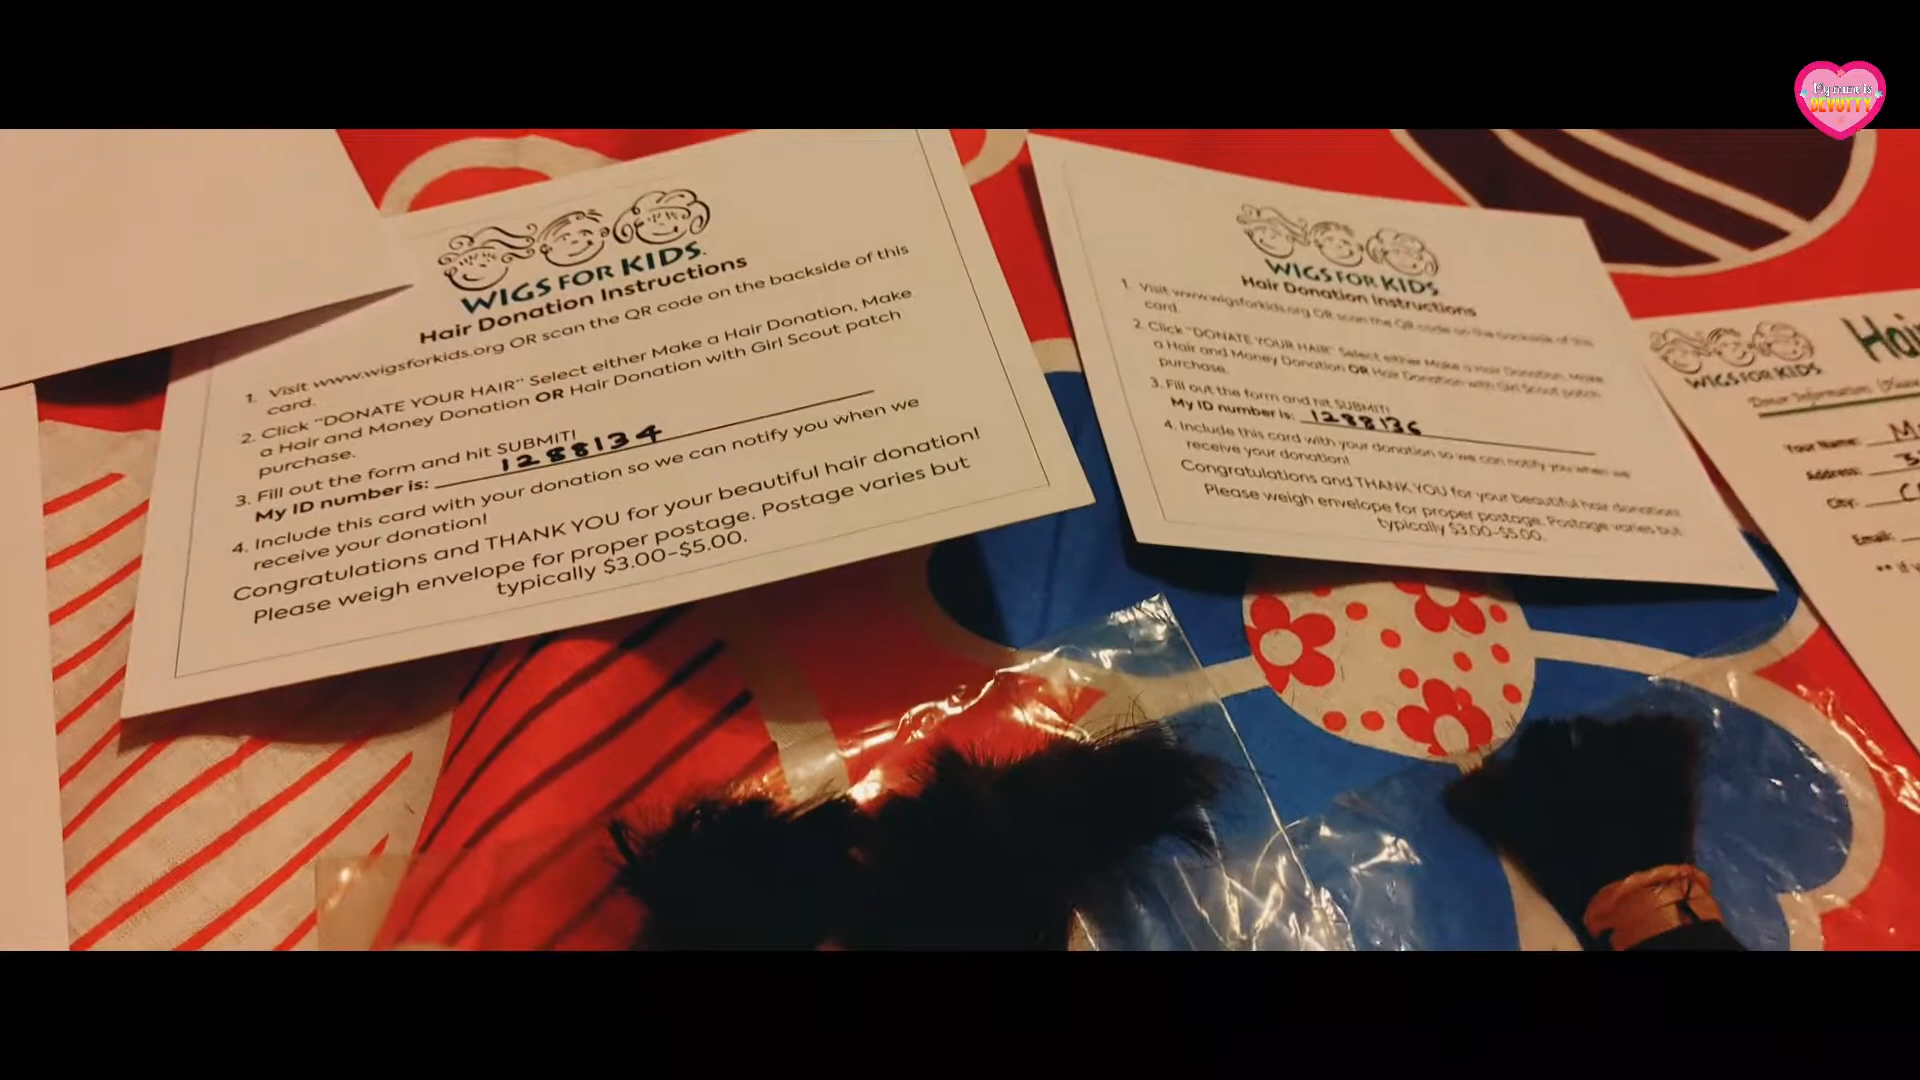 My name is
DEVUTTY
WIGS FOR KIDS.
Hair Donation Instructions
1. Visit www.wigsforkids.org OR scan the QR code on the backside of this
card.
2. Click "DONATE YOUR HAIR" Select either Make a Hair Donation, Make
a Hair and Money Donation OR Hair Donation with Girl Scout patch
purchase.
3. Fill out the form and hit SUBMIT!
My ID number is: 1288134
4. Include this card with your donation so we can notify you when we
receive your donation!
Congratulations and THANK YOU for your beautiful hair donation!
Please weigh envelope for proper postage. Postage varies but
typically $3.00-$5.00.
WIGS FOR KIDS
Hair Donation Instructions
1. Visit www.wigsforkids.org OR scan the QR code on the backside of this
card.
2. Click "DONATE YOUR HAIR" Select either Make a Hair Donation, Make
a Hair and Money Donation OR Hair Donation with Girl Scout patch
purchase.
3. Fill out the form and hit SUBMIT!
My ID number is: 1288136
4. Include this card with your donation so we can notify you when we
receive your donation!
Congratulations and THANK YOU for your beautiful hair donation!
Please weigh envelope for proper postage. Postage varies but
typically $3.00-$5.00.
WIGS FOR KIDS
Hai
Donor Information
Your Name:
Address:
City:
Email: